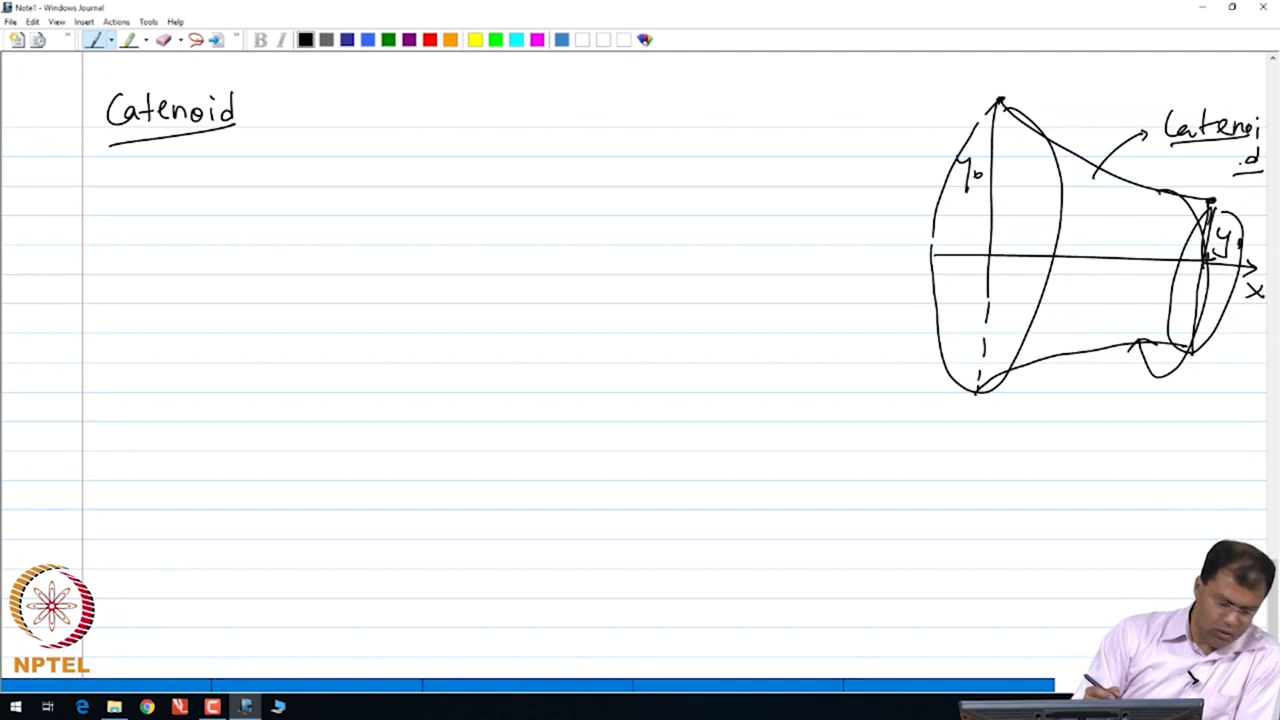 Note1 - Windows Journal
File Edit View Insert Actions Tools Help
B I
Catenoid
Catenoi
d
y₀
y₁
x
NPTEL